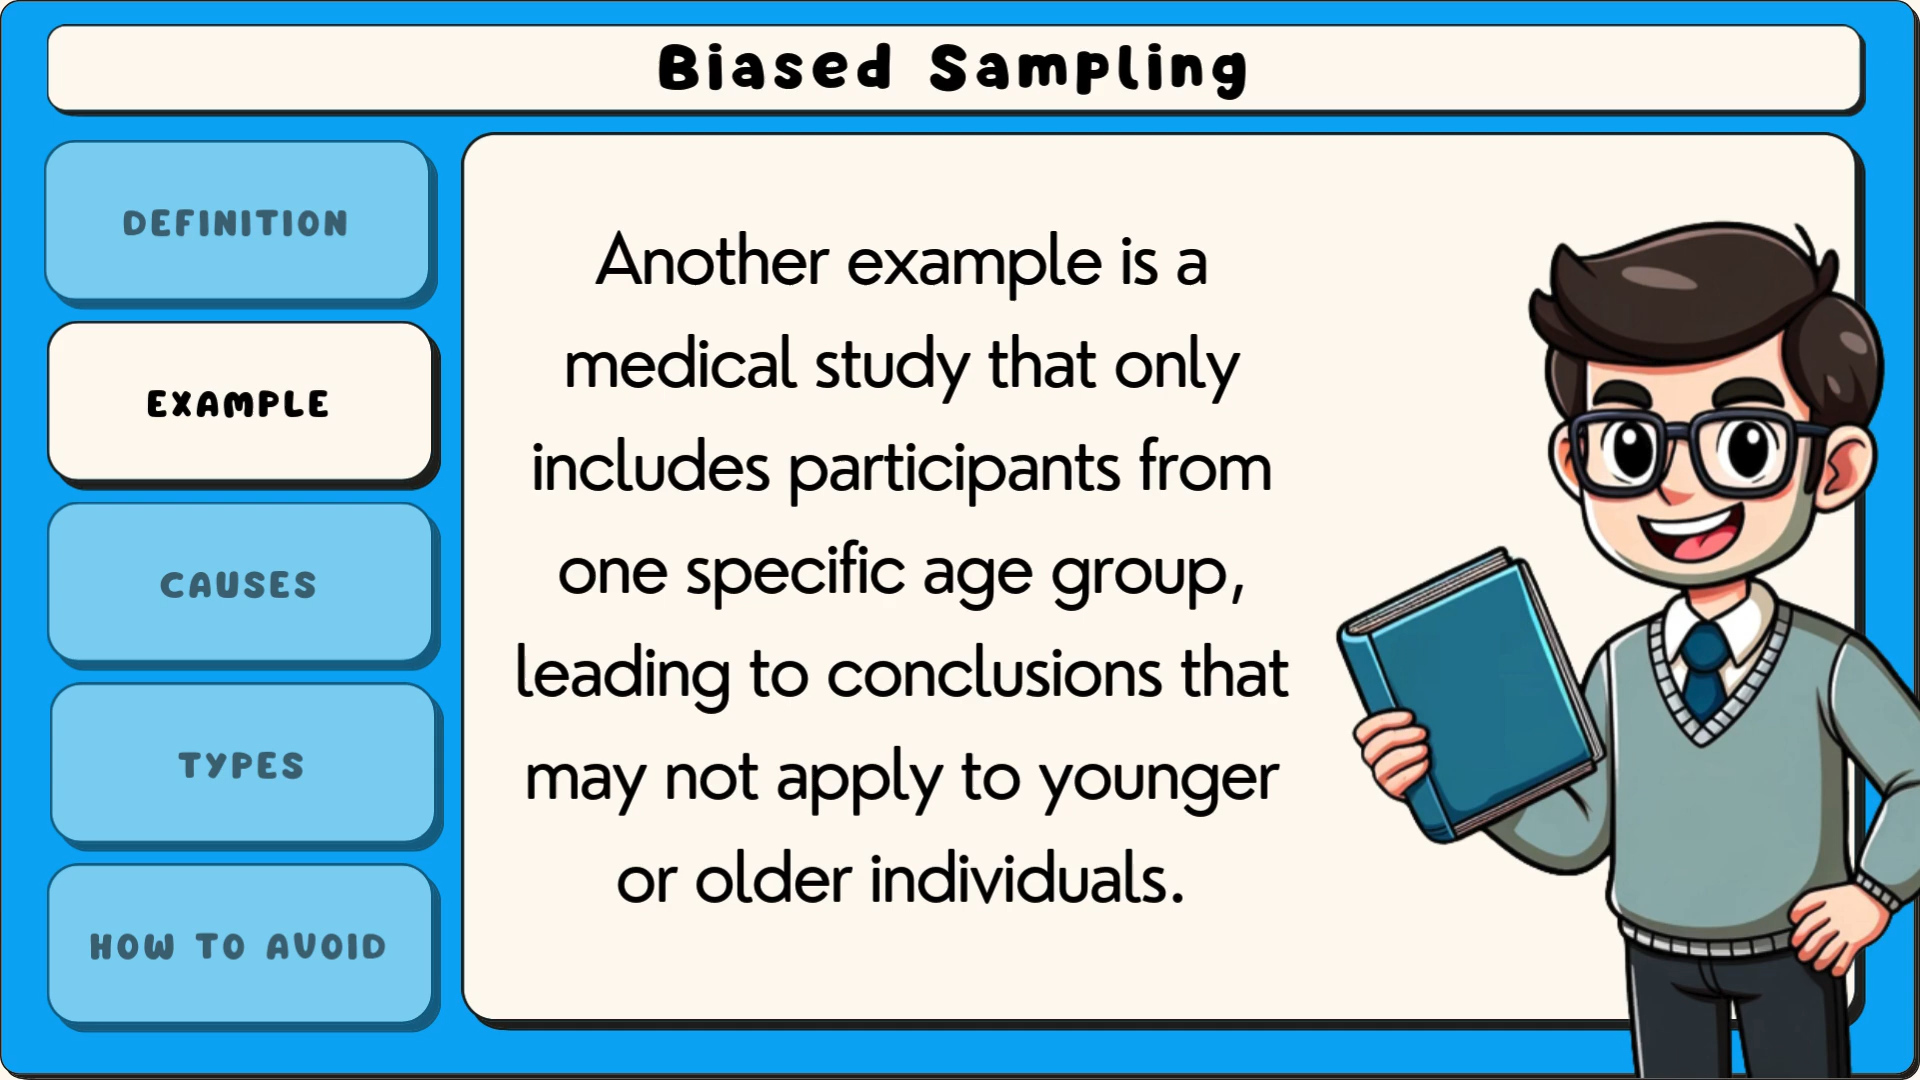 Biased Sampling
DEFINITION
EXAMPLE
CAUSES
TYPES
HOW TO AVOID
Another example is a
medical study that only
includes participants from
one specific age group,
leading to conclusions that
may not apply to younger
or older individuals.